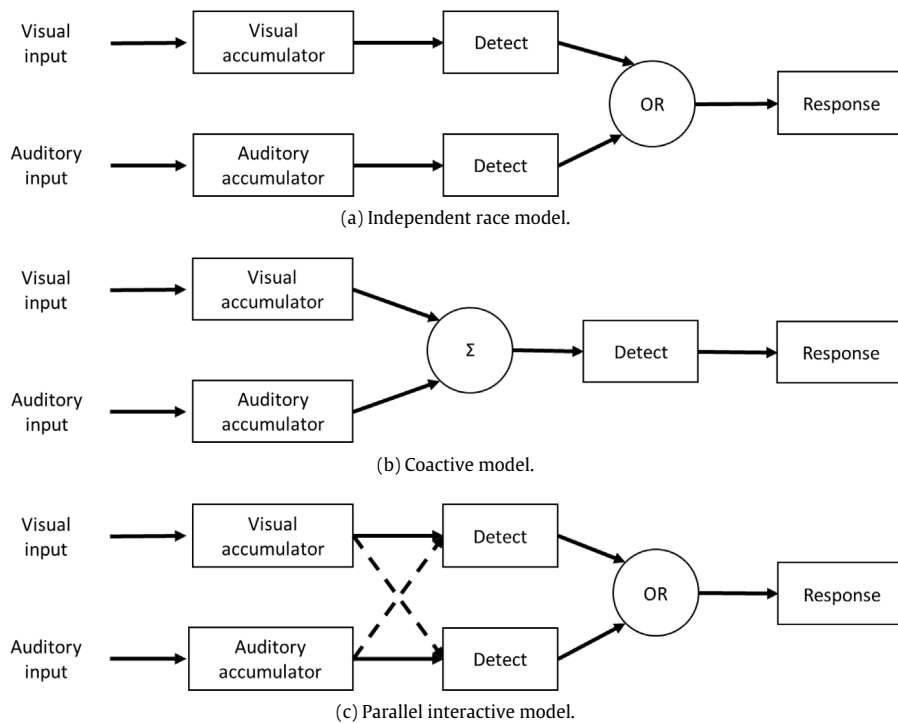 Visual
input
Visual
accumulator
Detect
OR
Response
Auditory
input
Auditory
accumulator
Detect
(a) Independent race model.
Visual
input
Visual
accumulator
Σ
Detect
Response
Auditory
input
Auditory
accumulator
(b) Coactive model.
Visual
input
Visual
accumulator
Detect
OR
Response
Auditory
input
Auditory
accumulator
Detect
(c) Parallel interactive model.